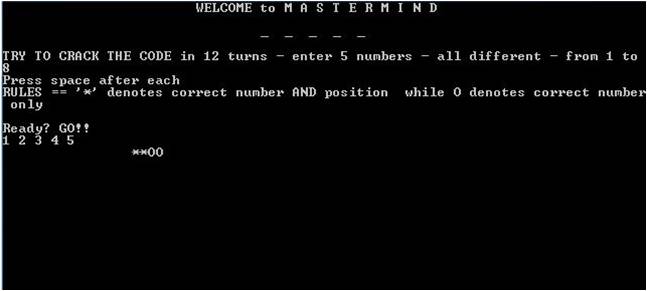 WELCOME to M A S T E R M I N D
_ _ _ _ _
TRY TO CRACK THE CODE in 12 turns - enter 5 numbers - all different - from 1 to
8
Press space after each
RULES == '*' denotes correct number AND position  while O denotes correct number
 only
Ready? GO!!
1 2 3 4 5
**OO